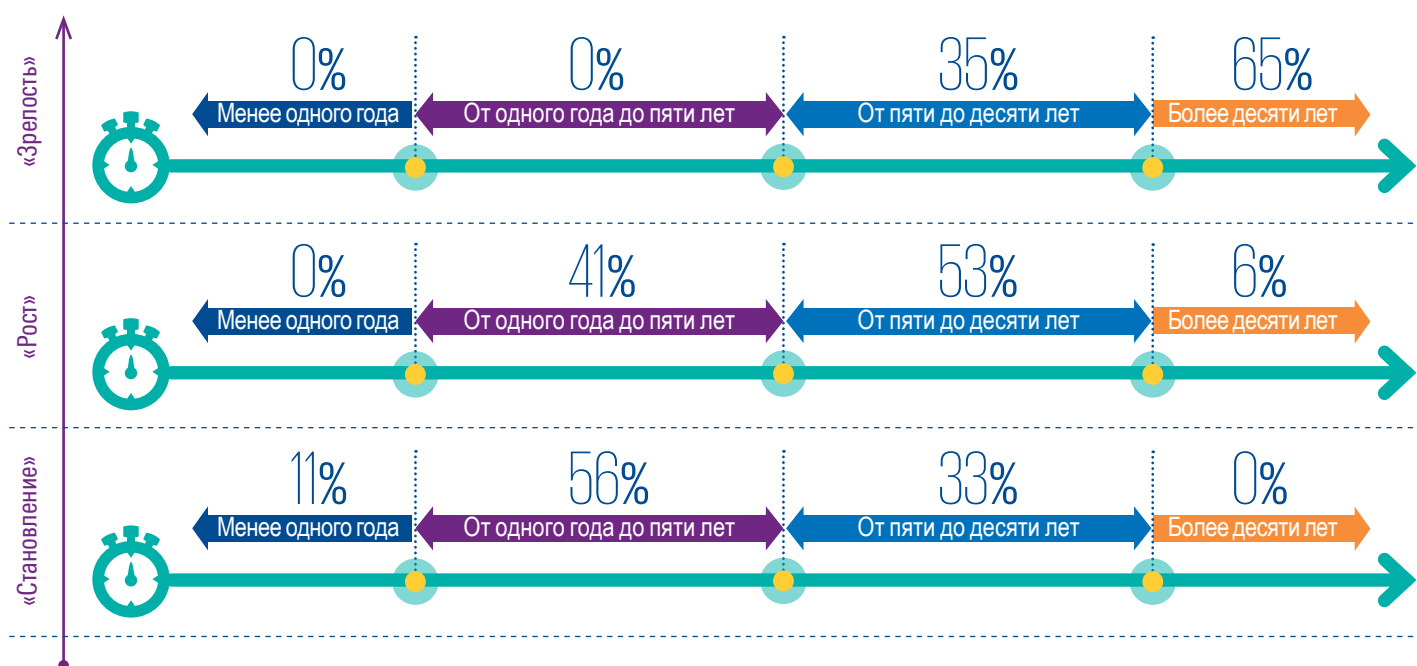 «Зрелость»
0% 0% 35% 65%
Менее одного года От одного года до пяти лет От пяти до десяти лет Более десяти лет
«Рост»
0% 41% 53% 6%
Менее одного года От одного года до пяти лет От пяти до десяти лет Более десяти лет
«Становление»
11% 56% 33% 0%
Менее одного года От одного года до пяти лет От пяти до десяти лет Более десяти лет